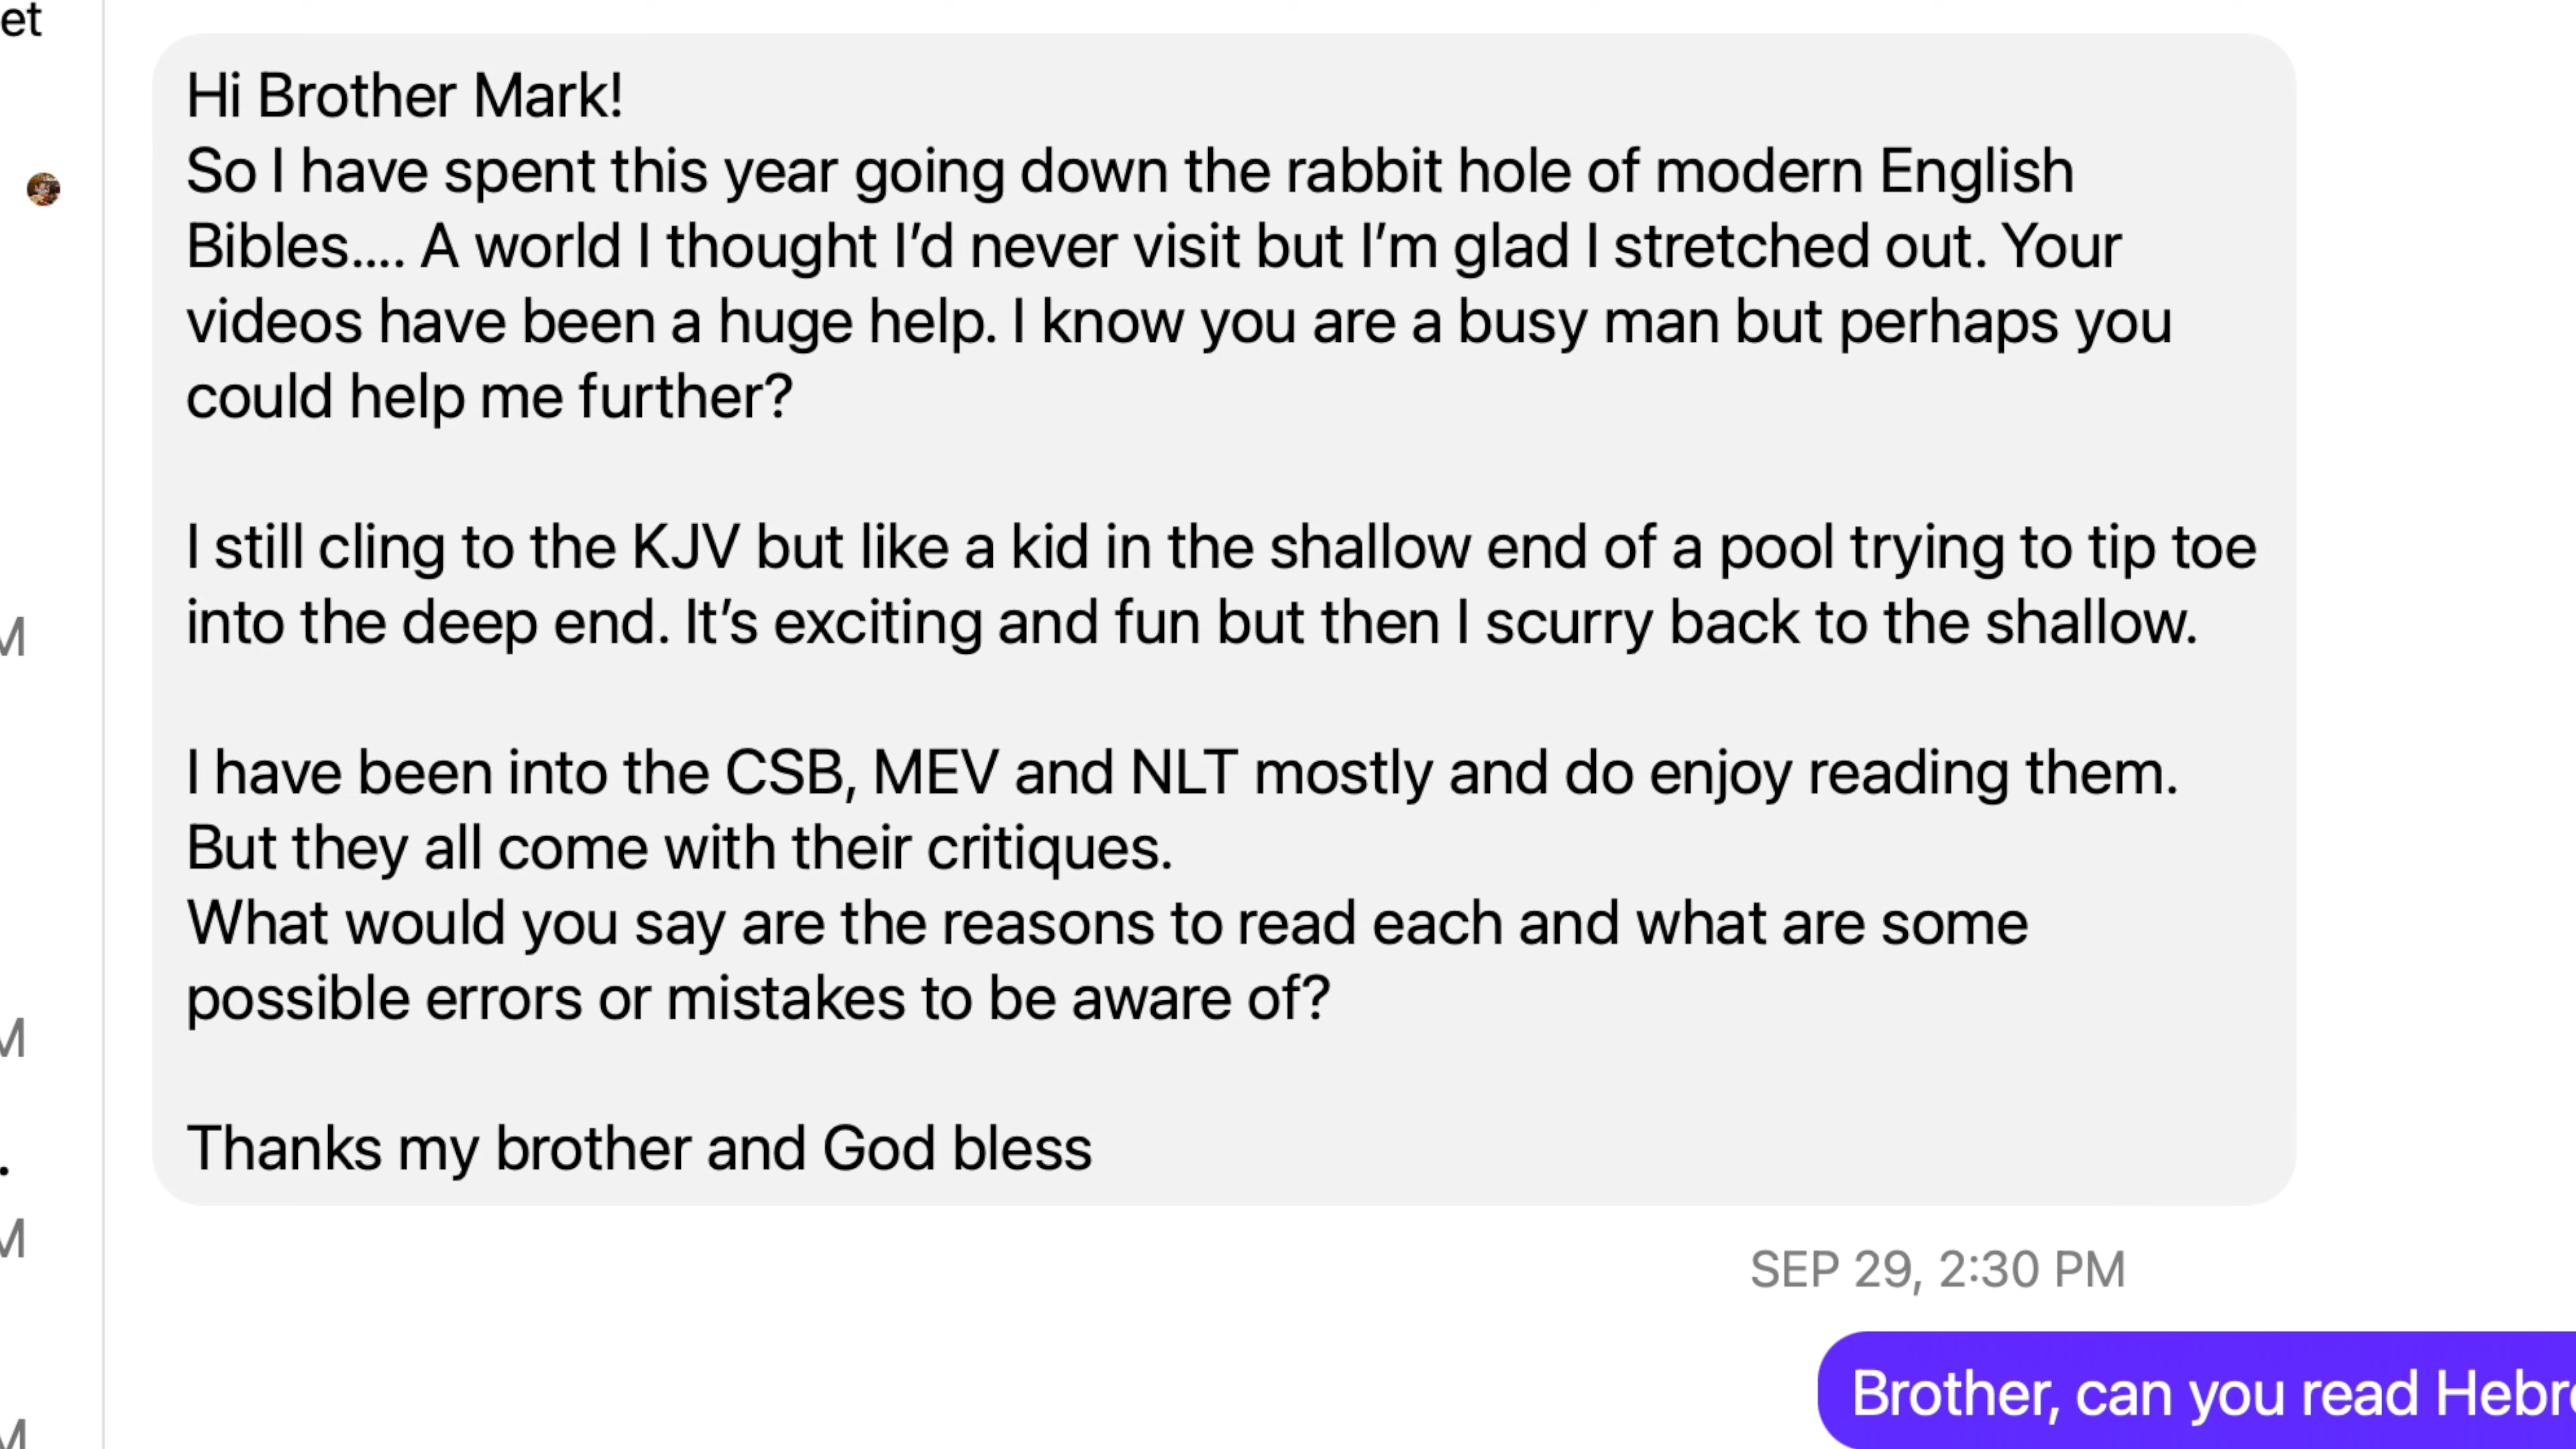 et
Hi Brother Mark!
So I have spent this year going down the rabbit hole of modern English
Bibles.... A world I thought I’d never visit but I’m glad I stretched out. Your
videos have been a huge help. I know you are a busy man but perhaps you
could help me further?
I still cling to the KJV but like a kid in the shallow end of a pool trying to tip toe
into the deep end. It’s exciting and fun but then I scurry back to the shallow.
M
I have been into the CSB, MEV and NLT mostly and do enjoy reading them.
But they all come with their critiques.
What would you say are the reasons to read each and what are some
possible errors or mistakes to be aware of?
M
Thanks my brother and God bless
.
M
SEP 29, 2:30 PM
Brother, can you read
M